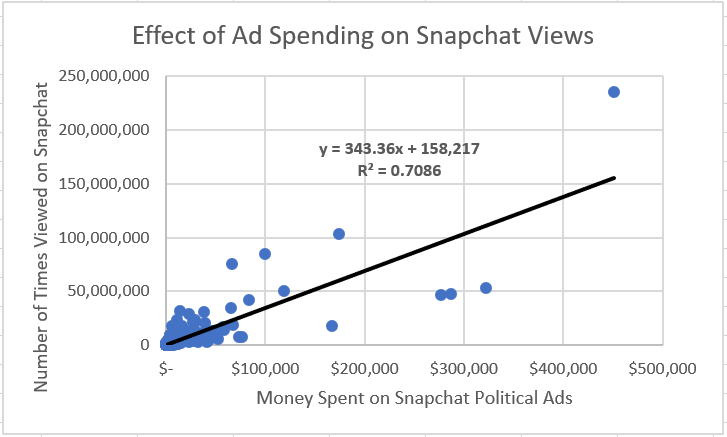 Effect of Ad Spending on Snapchat Views
Number of Times Viewed on Snapchat
250,000,000
200,000,000
150,000,000
100,000,000
50,000,000
0
y = 343.36x + 158,217
R² = 0.7086
$- $100,000 $200,000 $300,000 $400,000 $500,000
Money Spent on Snapchat Political Ads